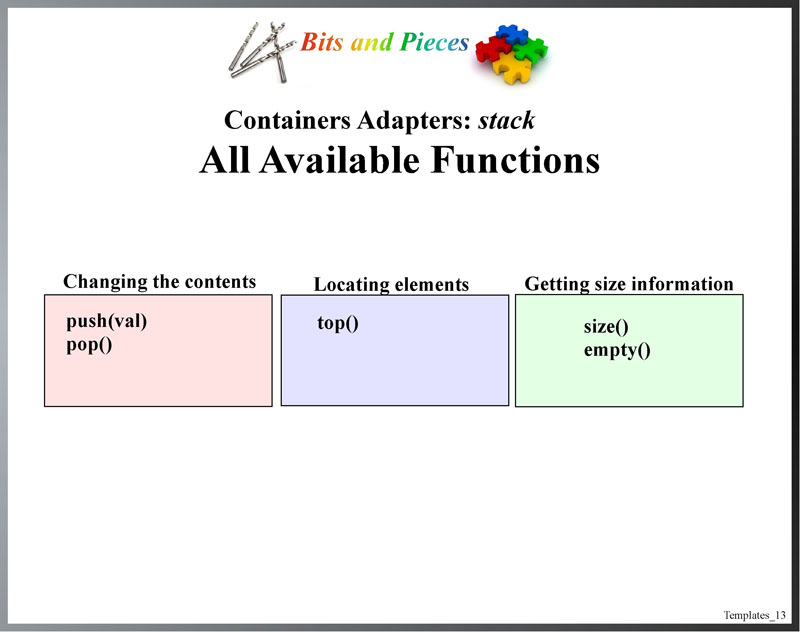 Bits and Pieces
Containers Adapters: stack
All Available Functions
Changing the contents
push(val)
pop()
Locating elements
top()
Getting size information
size()
empty()
Templates_13